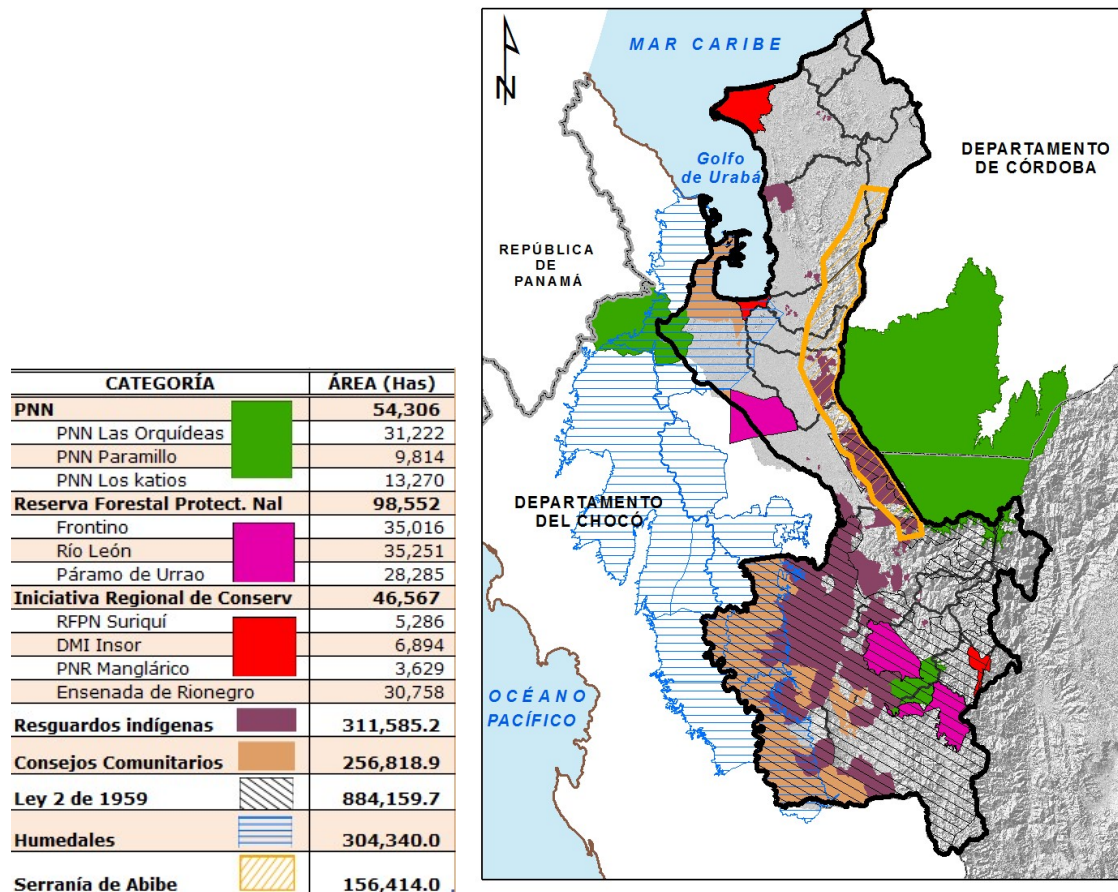 CATEGORÍA ÁREA (Has)
PNN 54,306
PNN Las Orquídeas 31,222
PNN Paramillo 9,814
PNN Los katios 13,270
Reserva Forestal Protect. Nal 98,552
Frontino 35,016
Río León 35,251
Páramo de Urrao 28,285
Iniciativa Regional de Conserv 46,567
RFPN Suriquí 5,286
DMI Insor 6,894
PNR Manglárico 3,629
Ensenada de Rionegro 30,758
Resguardos indígenas 311,585.2
Consejos Comunitarios 256,818.9
Ley 2 de 1959 884,159.7
Humedales 304,340.0
Serranía de Abibe 156,414.0
N
MAR CARIBE
Golfo
de Urabá
DEPARTAMENTO
DE CÓRDOBA
REPÚBLICA
DE
PANAMÁ
DEPARTAMENTO
DEL CHOCÓ
OCÉANO
PACÍFICO